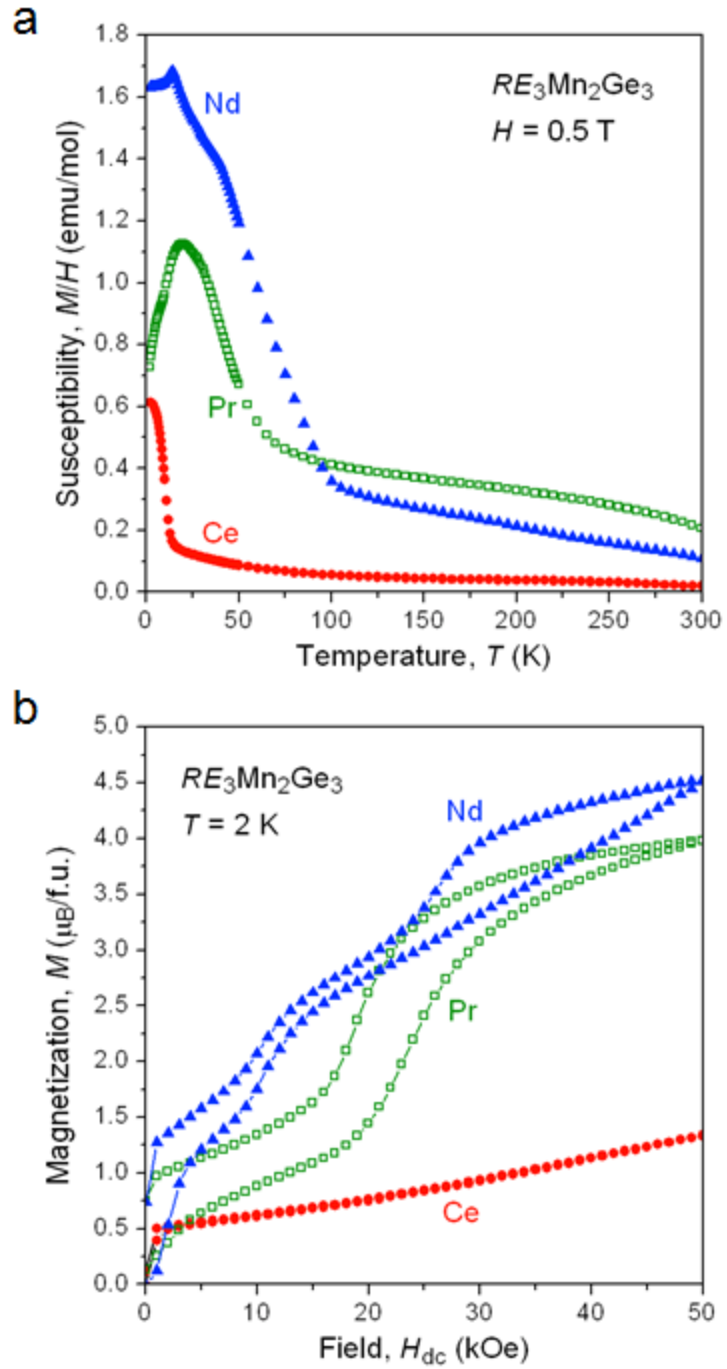 a
1.8
1.6
1.4
1.2
1.0
0.8
0.6
0.4
0.2
0.0
Susceptibility, M/H (emu/mol)
RE₃Mn₂Ge₃
H = 0.5 T
Nd
Pr
Ce
0 50 100 150 200 250 300
Temperature, T (K)
b
5.0
4.5
4.0
3.5
3.0
2.5
2.0
1.5
1.0
0.5
0.0
Magnetization, M (μB/f.u.)
RE₃Mn₂Ge₃
T = 2 K
Nd
Pr
Ce
0 10 20 30 40 50
Field, Hdc (kOe)